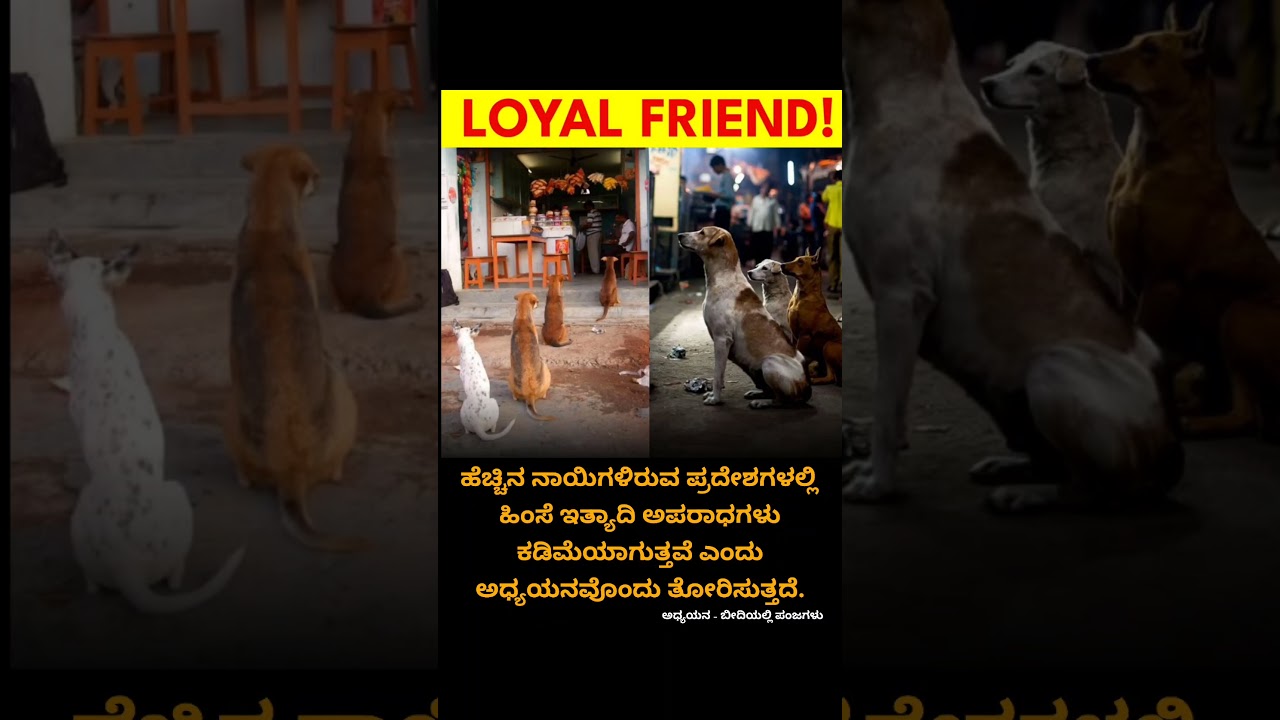 LOYAL FRIEND!
ಹೆಚ್ಚಿನ ನಾಯಿಗಳಿರುವ ಪ್ರದೇಶಗಳಲ್ಲಿ
ಹಿಂಸೆ ಇತ್ಯಾದಿ ಅಪರಾಧಗಳು
ಕಡಿಮೆಯಾಗುತ್ತವೆ ಎಂದು
ಅಧ್ಯಯನವೊಂದು ತೋರಿಸುತ್ತದೆ.
ಅಧ್ಯಯನ - ಬೀದಿಯಲ್ಲಿ ಪಂಜಗಳು